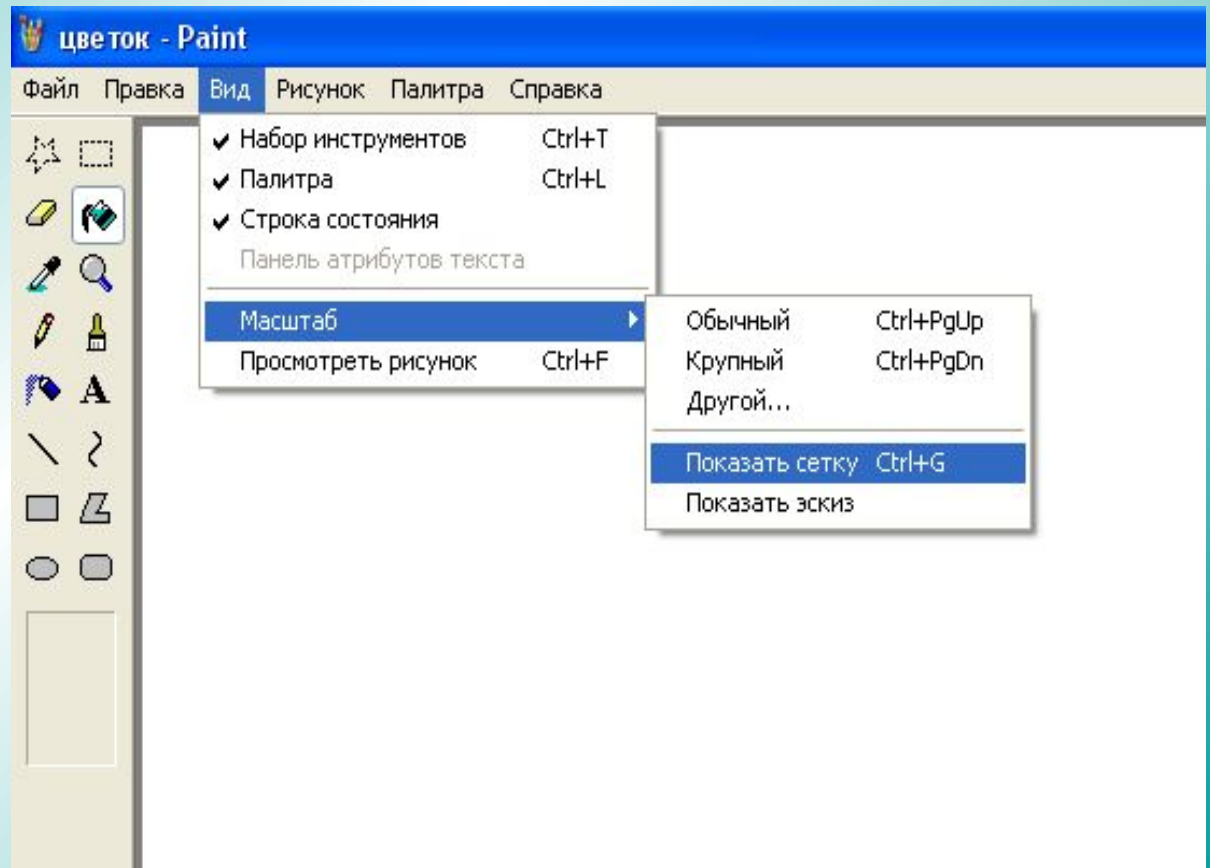 цветок - Paint
Файл Правка Вид Рисунок Палитра Справка
Набор инструментов Ctrl+T
Палитра Ctrl+L
Строка состояния
Панель атрибутов текста
Масштаб
Просмотреть рисунок Ctrl+F
Обычный Ctrl+PgUp
Крупный Ctrl+PgDn
Другой...
Показать сетку Ctrl+G
Показать эскиз
A